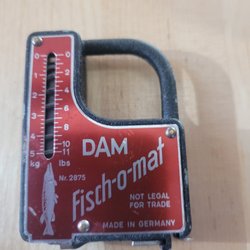 0 0
1 2
2 4
3 6
4 8
5 10
11
kg lbs
DAM
Nr. 2875
Fisch-o-mat
NOT LEGAL
FOR TRADE
MADE IN GERMANY